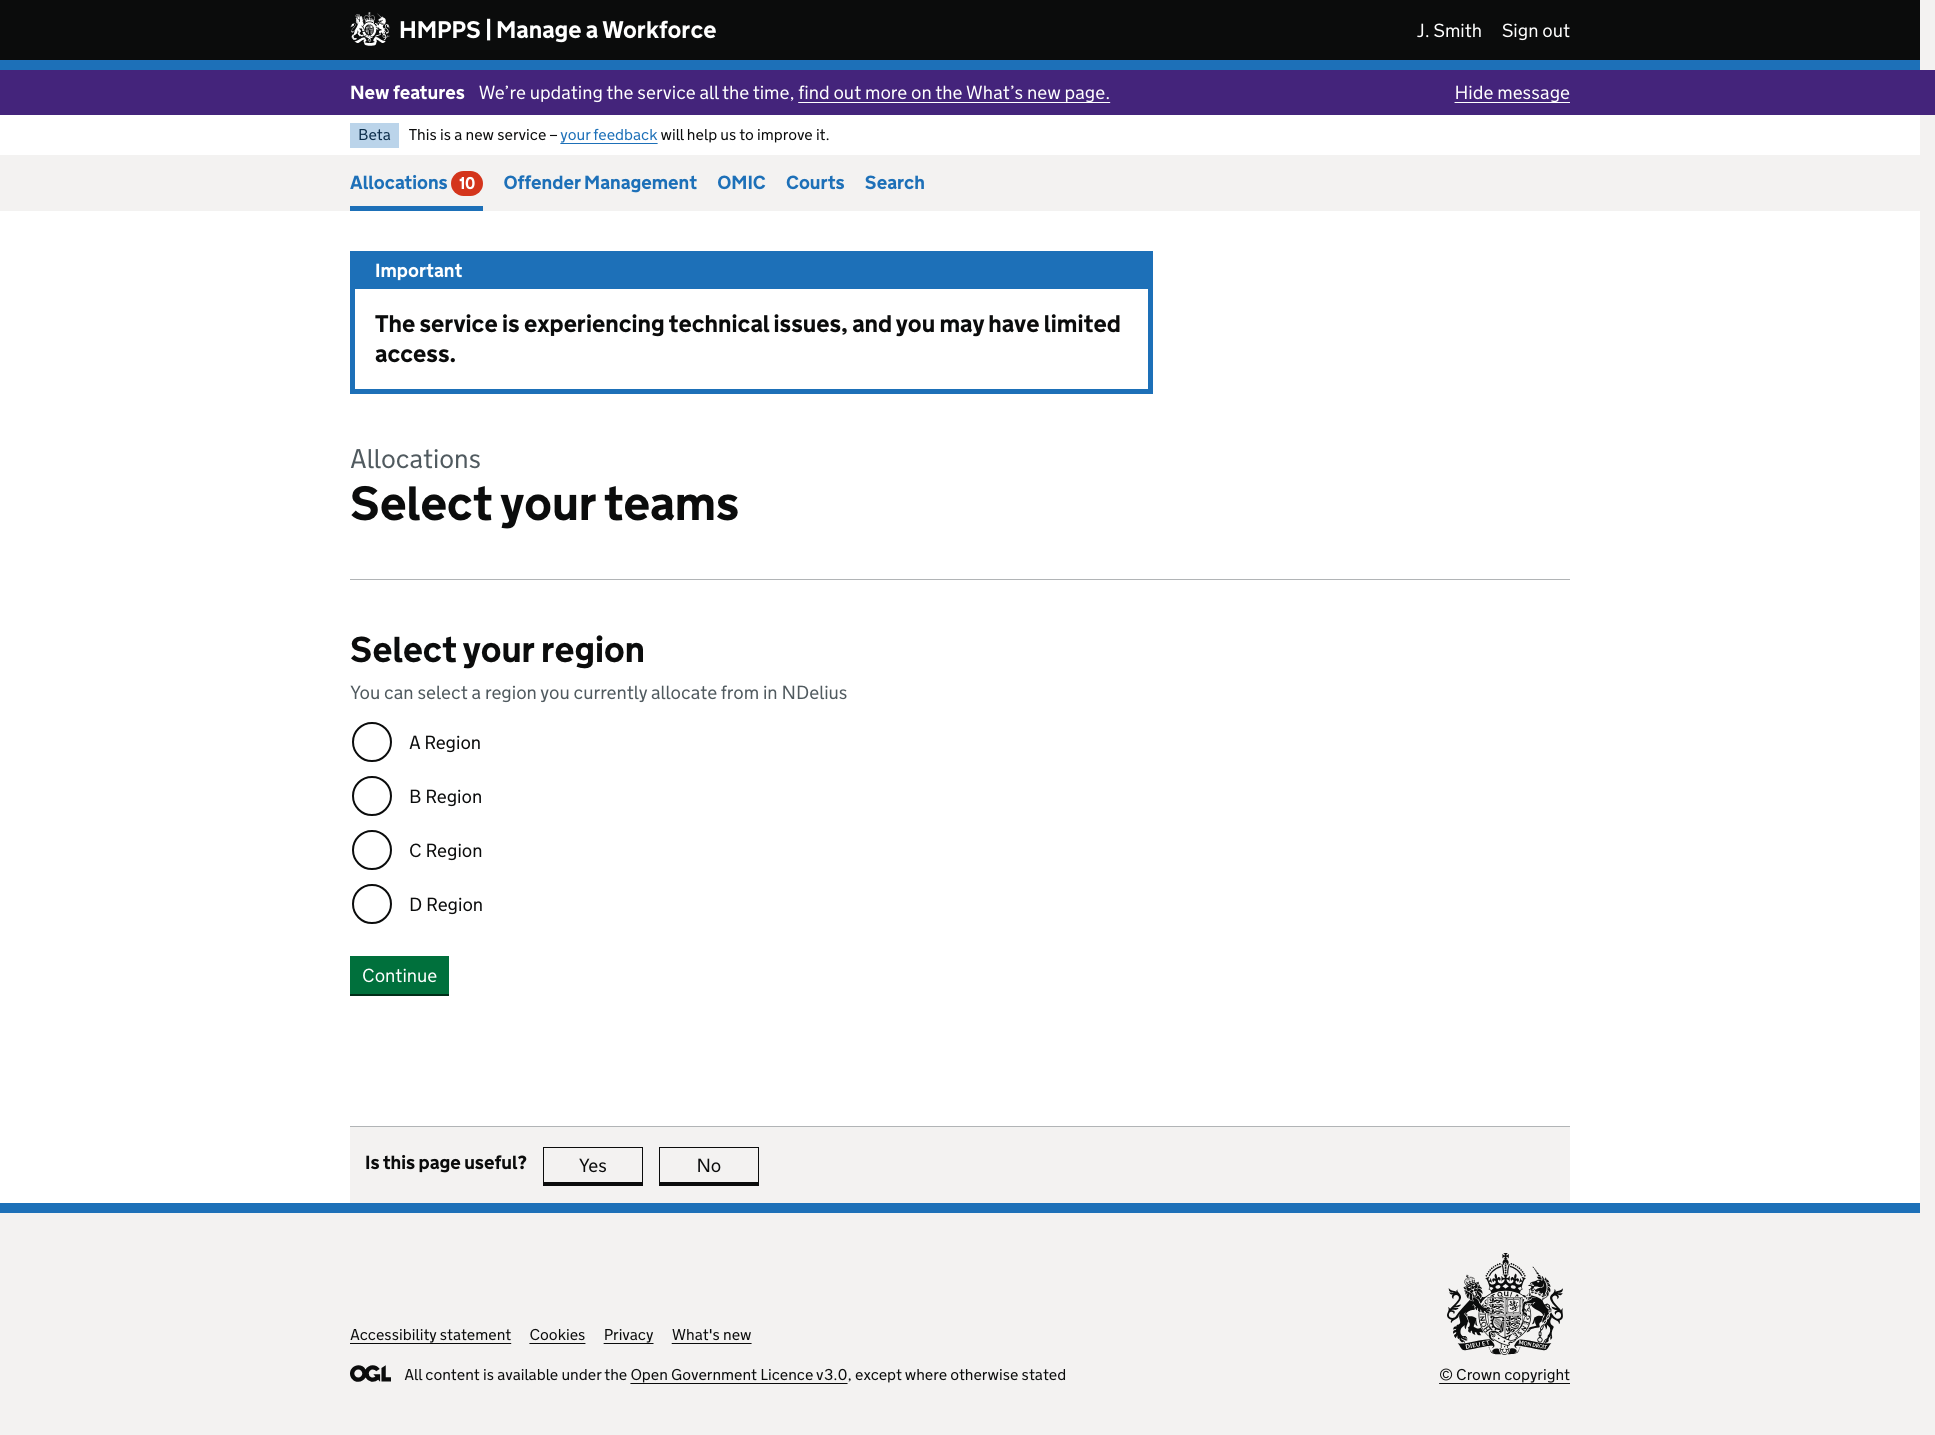 HMPPS | Manage a Workforce
J. Smith Sign out
New features We’re updating the service all the time, find out more on the What’s new page. Hide message
Beta This is a new service – your feedback will help us to improve it.
Allocations 10 Offender Management OMIC Courts Search
Important
The service is experiencing technical issues, and you may have limited
access.
Allocations
Select your teams
Select your region
You can select a region you currently allocate from in NDelius
A Region
B Region
C Region
D Region
Continue
Is this page useful? Yes No
Accessibility statement Cookies Privacy What's new
OGL All content is available under the Open Government Licence v3.0, except where otherwise stated
© Crown copyright